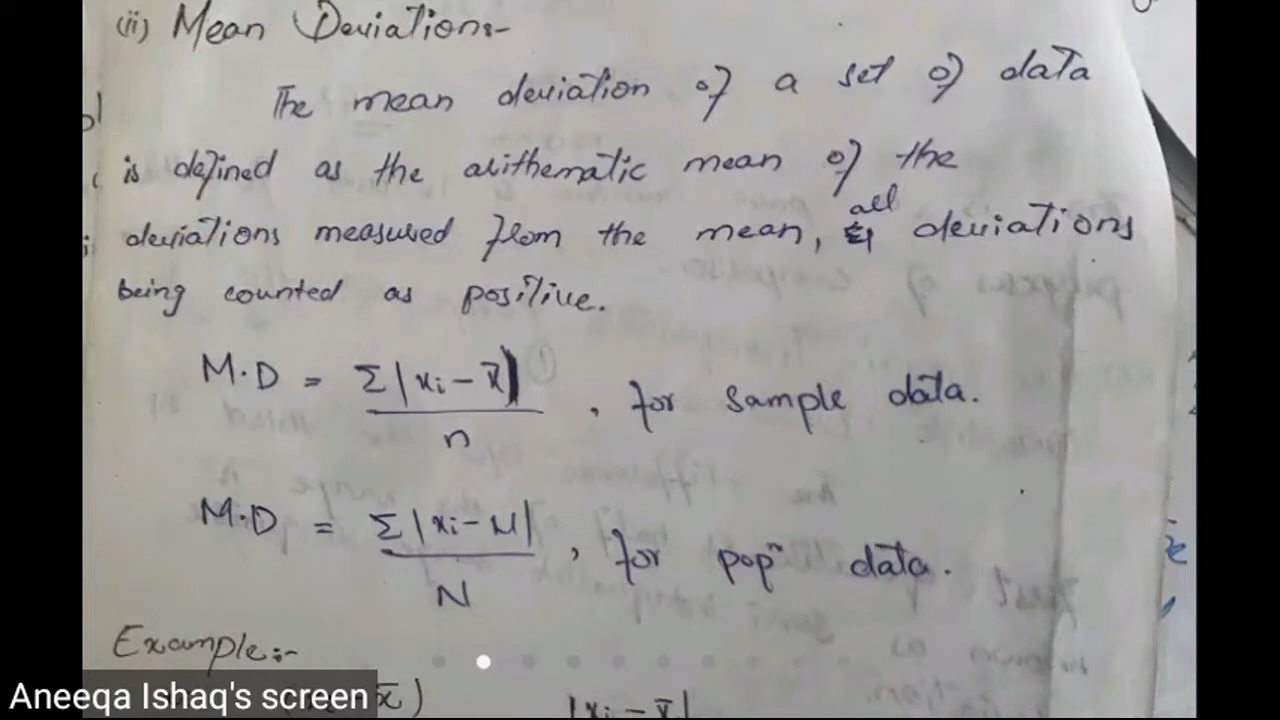 (ii) Mean Deviation:-
The mean deviation of a set of data
is defined as the arithematic mean of the
deviations measured from the mean, all deviations
being counted as positive.
M.D = Σ|xi - x̄| / n , for sample data.
M.D = Σ|xi - μ| / N , for popⁿ data.
Example:-
x̄) |xi - x̄|
Aneeqa Ishaq's screen